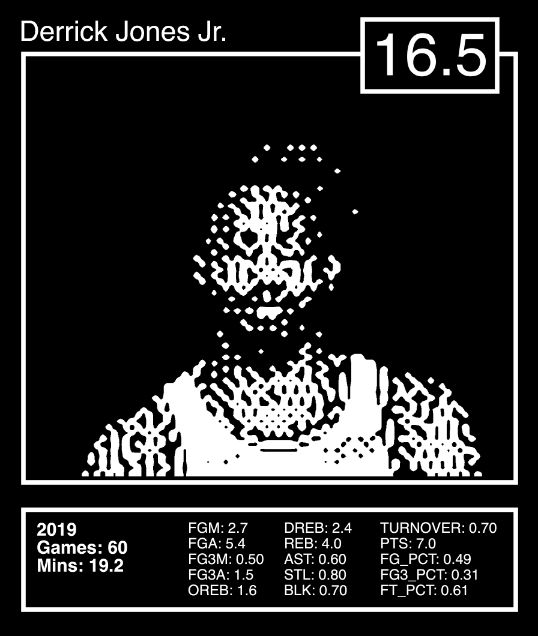 Derrick Jones Jr.
16.5
2019
Games: 60
Mins: 19.2
FGM: 2.7
FGA: 5.4
FG3M: 0.50
FG3A: 1.5
OREB: 1.6
DREB: 2.4
REB: 4.0
AST: 0.60
STL: 0.80
BLK: 0.70
TURNOVER: 0.70
PTS: 7.0
FG_PCT: 0.49
FG3_PCT: 0.31
FT_PCT: 0.61